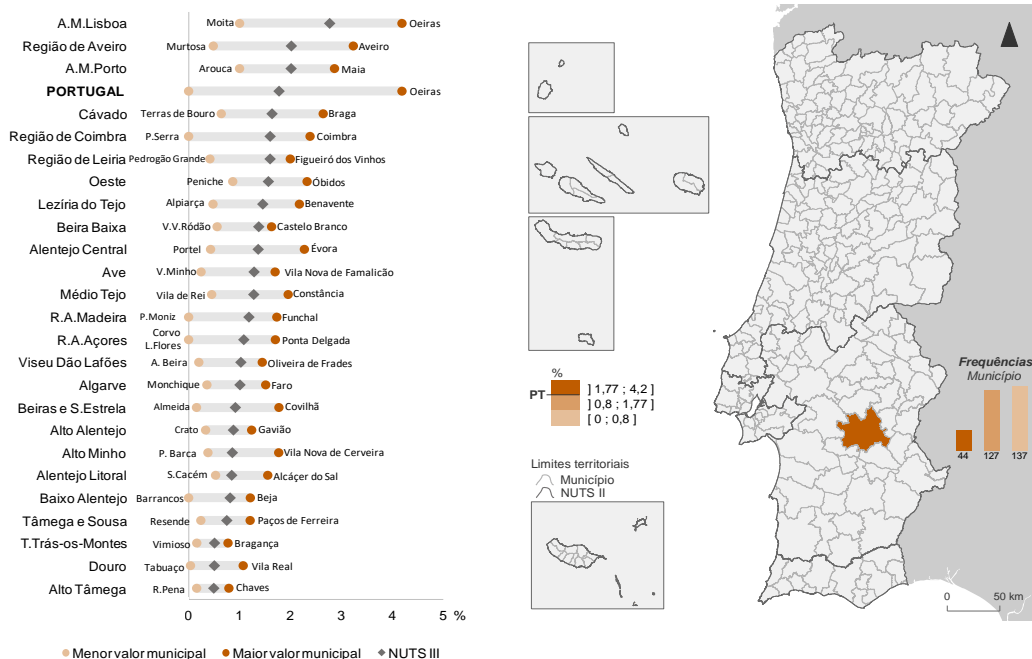 A.M.Lisboa Moita Oeiras
Região de Aveiro Murtosa Aveiro
A.M.Porto Arouca Maia
PORTUGAL Oeiras
Cávado Terras de Bouro Braga
Região de Coimbra P.Serra Coimbra
Região de Leiria Pedrogão Grande Figueiró dos Vinhos
Oeste Peniche Óbidos
Lezíria do Tejo Alpiarça Benavente
Beira Baixa V.V.Ródão Castelo Branco
Alentejo Central Portel Évora
Ave V.Minho Vila Nova de Famalicão
Médio Tejo Vila de Rei Constância
R.A.Madeira P.Moniz Funchal
R.A.Açores Corvo L.Flores Ponta Delgada
Viseu Dão Lafões A. Beira Oliveira de Frades
Algarve Monchique Faro
Beiras e S.Estrela Almeida Covilhã
Alto Alentejo Crato Gavião
Alto Minho P. Barca Vila Nova de Cerveira
Alentejo Litoral S.Cacém Alcáçer do Sal
Baixo Alentejo Barrancos Beja
Tâmega e Sousa Resende Paços de Ferreira
T.Trás-os-Montes Vimioso Bragança
Douro Tabuaço Vila Real
Alto Tâmega R.Pena Chaves
0 1 2 3 4 5 %
Menor valor municipal Maior valor municipal NUTS III
%
PT
] 1,77 ; 4,2 ]
] 0,8 ; 1,77 ]
[ 0 ; 0,8 ]
Limites territoriais
Município
NUTS II
Frequências
Município
44 127 137
0 50 km